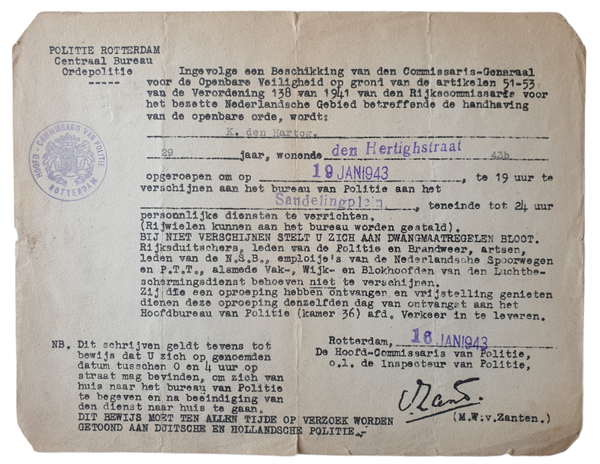 POLITIE ROTTERDAM
Centraal Bureau
Ordepolitie
-----
Ingevolge een Beschikking van den Commissaris-Generaal
voor de Openbare Veiligheid op grond van de artikelen 51-53
van de Verordening 138 van 1941 van den Rijkscommissaris voor
het bezette Nederlandsche Gebied betreffende de handhaving
van de openbare orde, wordt:
K. den Hartog,
29 jaar, wonende den Hertighstraat 43b
opgeroepen om op 19 JAN 1943, te 19 uur te
verschijnen aan het bureau van Politie aan het
Sandelingplein, teneinde tot 24 uur
persoonlijke diensten te verrichten.
(Rijwielen kunnen aan het bureau worden gestald).
BIJ NIET VERSCHIJNEN STELT U ZICH AAN DWANGMAATREGELEN BLOOT.
Rijksduitschers, leden van de Politie en Brandweer, artsen,
leden van de N.S.B., emploijé's van de Nederlandsche Spoorwegen
en P.T.T., alsmede Vak-, Wijk- en Blokhoofden van den Luchtbe-
schermingsdienst behoeven niet te verschijnen.
Zij die een oproeping hebben ontvangen en vrijstelling genieten
dienen deze oproeping denzelfden dag van ontvangst aan het
Hoofdbureau van Politie (kamer 36) afd. Verkeer in te leveren.
Rotterdam, 16 JAN 1943
De Hoofd-Commissaris van Politie,
o.l. de Inspecteur van Politie,
(M.W.v.Zanten.)
NB. Dit schrijven geldt tevens tot
bewijs dat U zich op genoemden
datum tusschen 0 en 4 uur op
straat mag bevinden, om zich van
huis naar het bureau van Politie
te begeven en na beëindiging van
den dienst naar huis te gaan.
DIT BEWIJS MOET TEN ALLEN TIJDE OP VERZOEK WORDEN
GETOOND AAN DUITSCHE EN HOLLANDSCHE POLITIE.
HOOFD-COMMISSARIS VAN POLITIE
ROTTERDAM